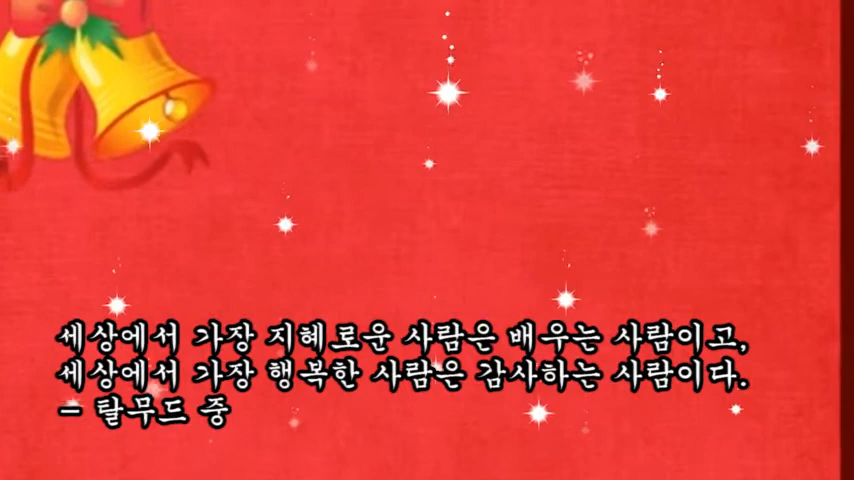 세상에서 가장 지혜로운 사람은 배우는 사람이고,
세상에서 가장 행복한 사람은 감사하는 사람이다.
- 탈무드 중